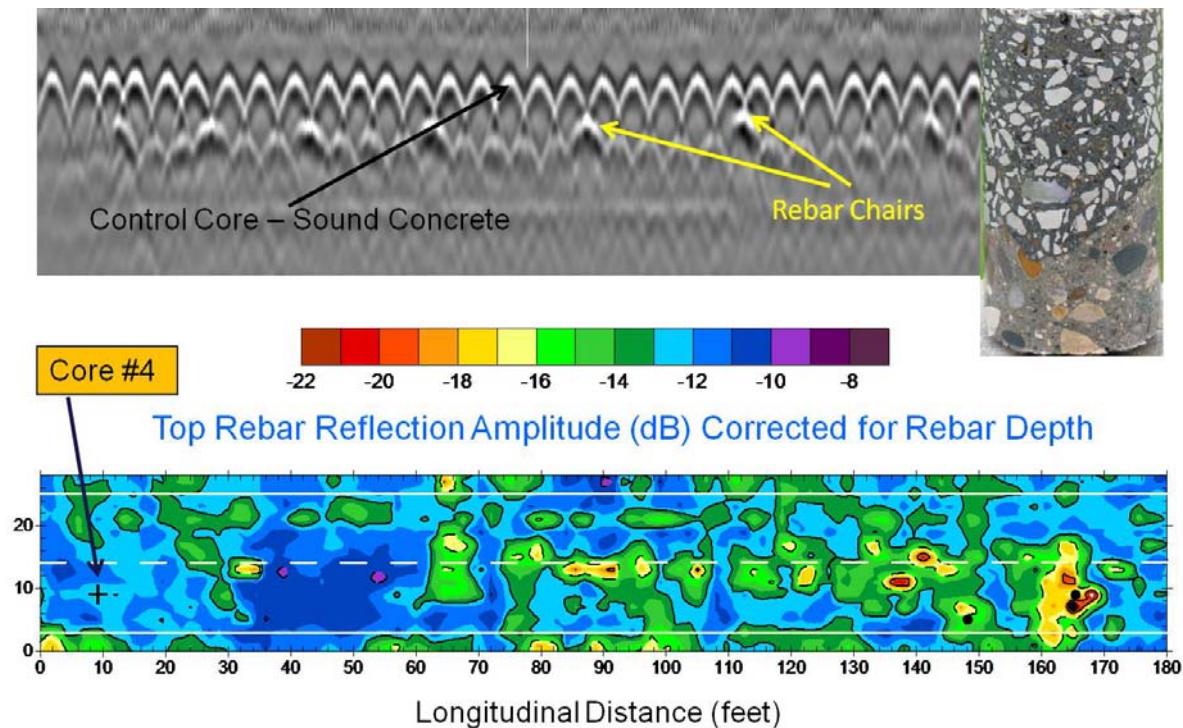 Control Core – Sound Concrete
Rebar Chairs
-22 -20 -18 -16 -14 -12 -10 -8
Core #4
Top Rebar Reflection Amplitude (dB) Corrected for Rebar Depth
20
10
0
0 10 20 30 40 50 60 70 80 90 100 110 120 130 140 150 160 170 180
Longitudinal Distance (feet)